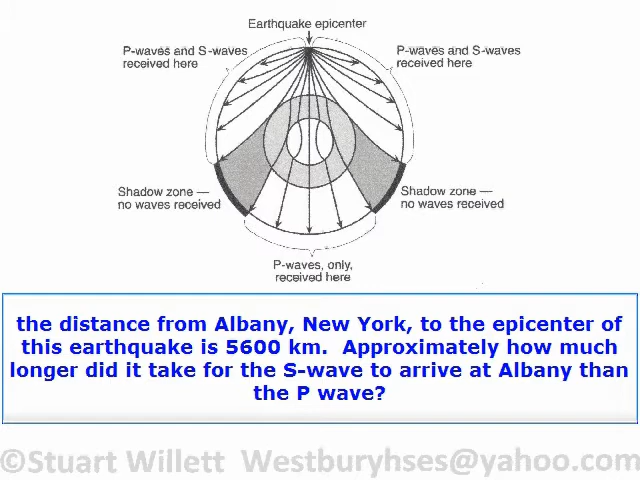 Earthquake epicenter
P-waves and S-waves
received here
P-waves and S-waves
received here
Shadow zone —
no waves received
Shadow zone —
no waves received
P-waves, only,
received here
the distance from Albany, New York, to the epicenter of
this earthquake is 5600 km.  Approximately how much
longer did it take for the S-wave to arrive at Albany than
the P wave?
©Stuart Willett  Westburyhses@yahoo.com